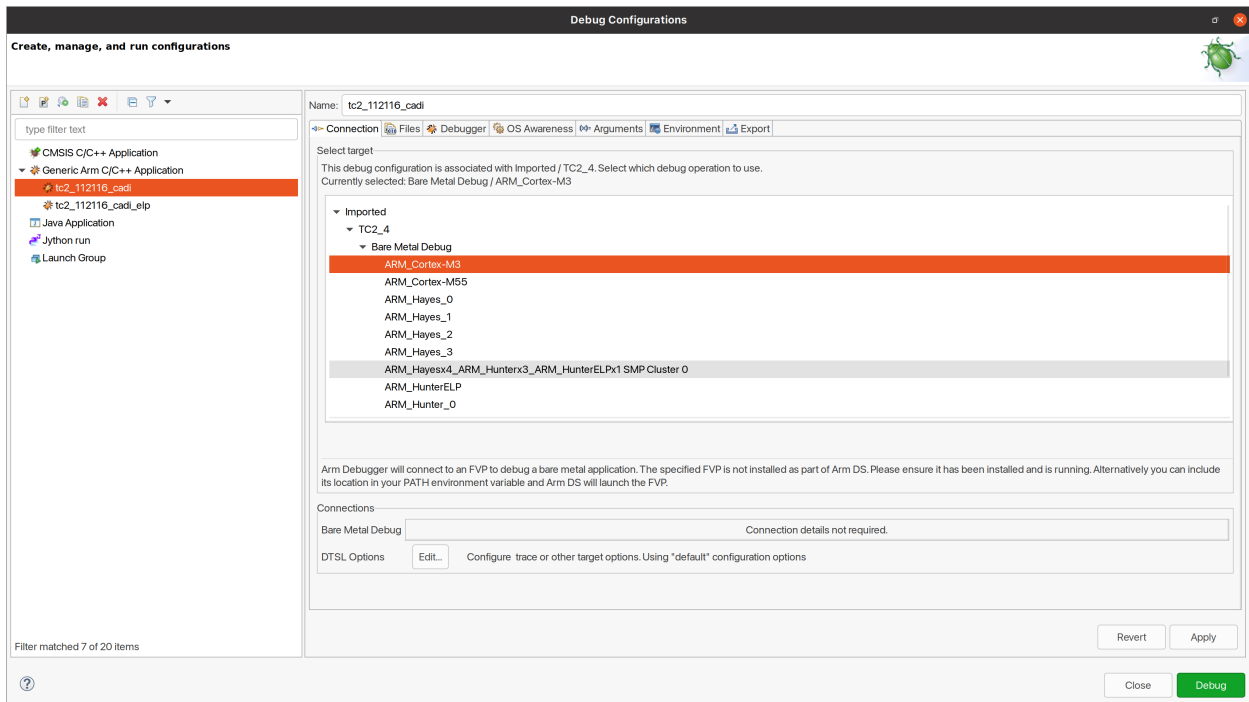 Debug Configurations
Create, manage, and run configurations
type filter text
CMSIS C/C++ Application
Generic Arm C/C++ Application
tc2_112116_cadi
tc2_112116_cadi_elp
Java Application
Jython run
Launch Group
Filter matched 7 of 20 items
Name: tc2_112116_cadi
Connection Files Debugger OS Awareness Arguments Environment Export
Select target
This debug configuration is associated with Imported / TC2_4. Select which debug operation to use.
Currently selected: Bare Metal Debug / ARM_Cortex-M3
Imported
TC2_4
Bare Metal Debug
ARM_Cortex-M3
ARM_Cortex-M55
ARM_Hayes_0
ARM_Hayes_1
ARM_Hayes_2
ARM_Hayes_3
ARM_Hayesx4_ARM_Hunterx3_ARM_HunterELPx1 SMP Cluster 0
ARM_HunterELP
ARM_Hunter_0
Arm Debugger will connect to an FVP to debug a bare metal application. The specified FVP is not installed as part of Arm DS. Please ensure it has been installed and is running. Alternatively you can include
its location in your PATH environment variable and Arm DS will launch the FVP.
Connections
Bare Metal Debug Connection details not required.
DTSL Options Edit... Configure trace or other target options. Using "default" configuration options
Revert Apply
? Close Debug